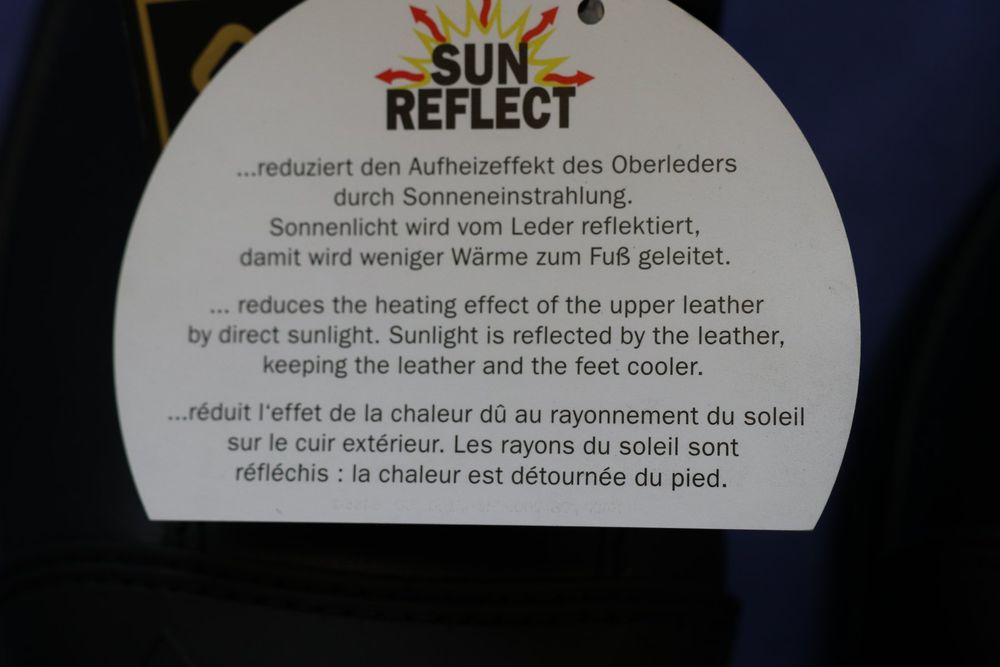 SUN
REFLECT
...reduziert den Aufheizeffekt des Oberleders
durch Sonneneinstrahlung.
Sonnenlicht wird vom Leder reflektiert,
damit wird weniger Wärme zum Fuß geleitet.
... reduces the heating effect of the upper leather
by direct sunlight. Sunlight is reflected by the leather,
keeping the leather and the feet cooler.
...réduit l'effet de la chaleur dû au rayonnement du soleil
sur le cuir extérieur. Les rayons du soleil sont
réfléchis : la chaleur est détournée du pied.